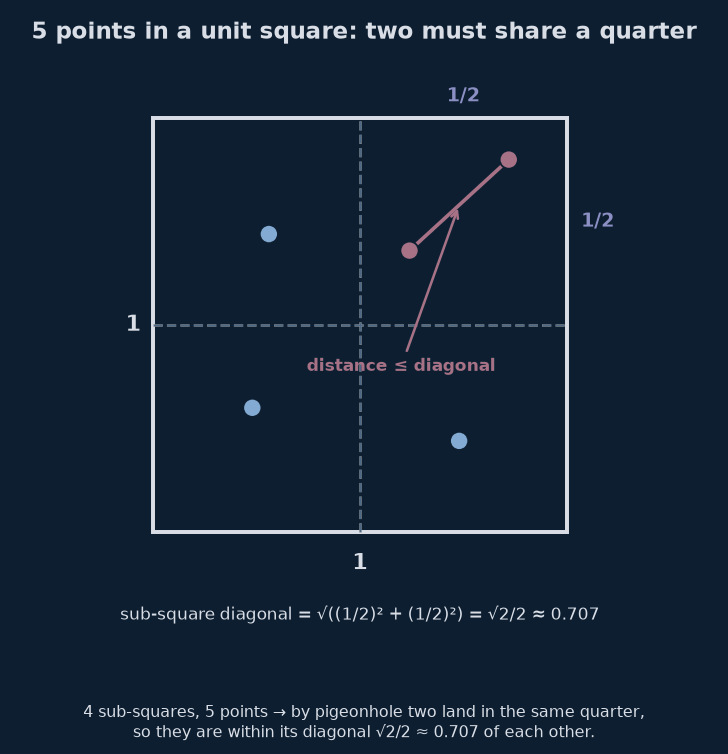 5 points in a unit square: two must share a quarter
1/2
1/2
1
distance ≤ diagonal
1
sub-square diagonal = √((1/2)² + (1/2)²) = √2/2 ≈ 0.707
4 sub-squares, 5 points → by pigeonhole two land in the same quarter,
so they are within its diagonal √2/2 ≈ 0.707 of each other.